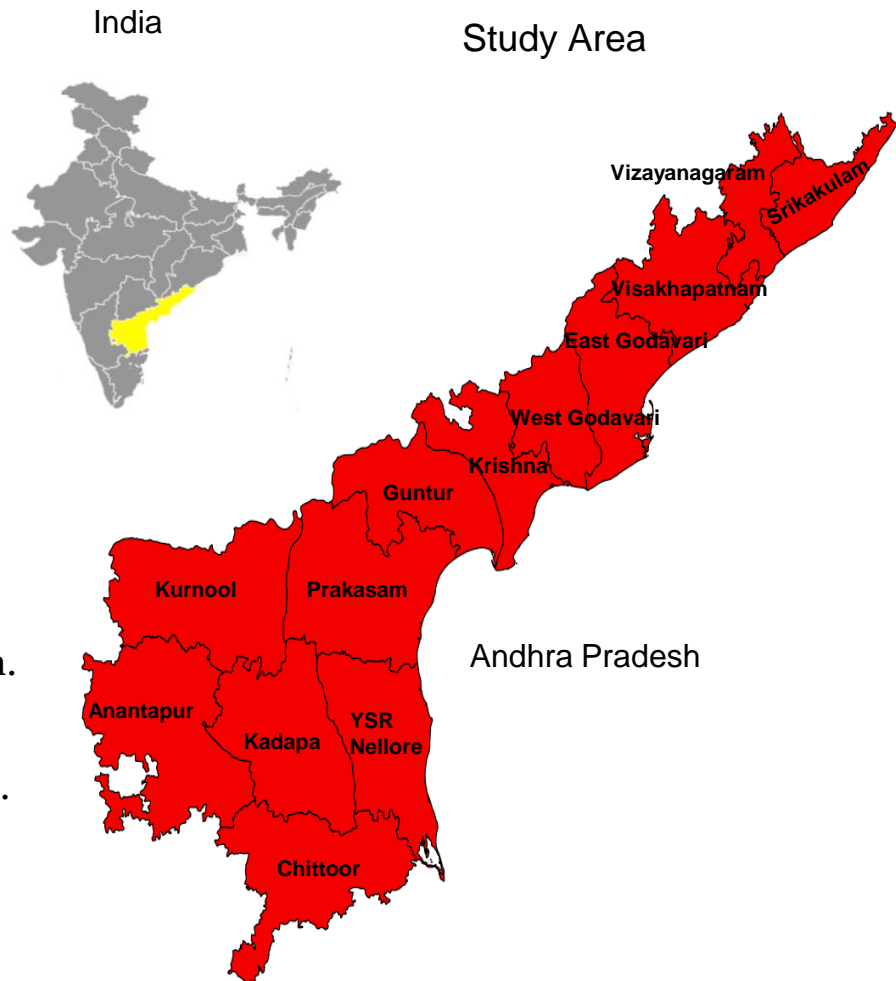 India
Study Area
Vizayanagaram
Srikakulam
Visakhapatnam
East Godavari
West Godavari
Krishna
Guntur
Kurnool
Prakasam
Andhra Pradesh
Anantapur
Kadapa
YSR
Nellore
Chittoor